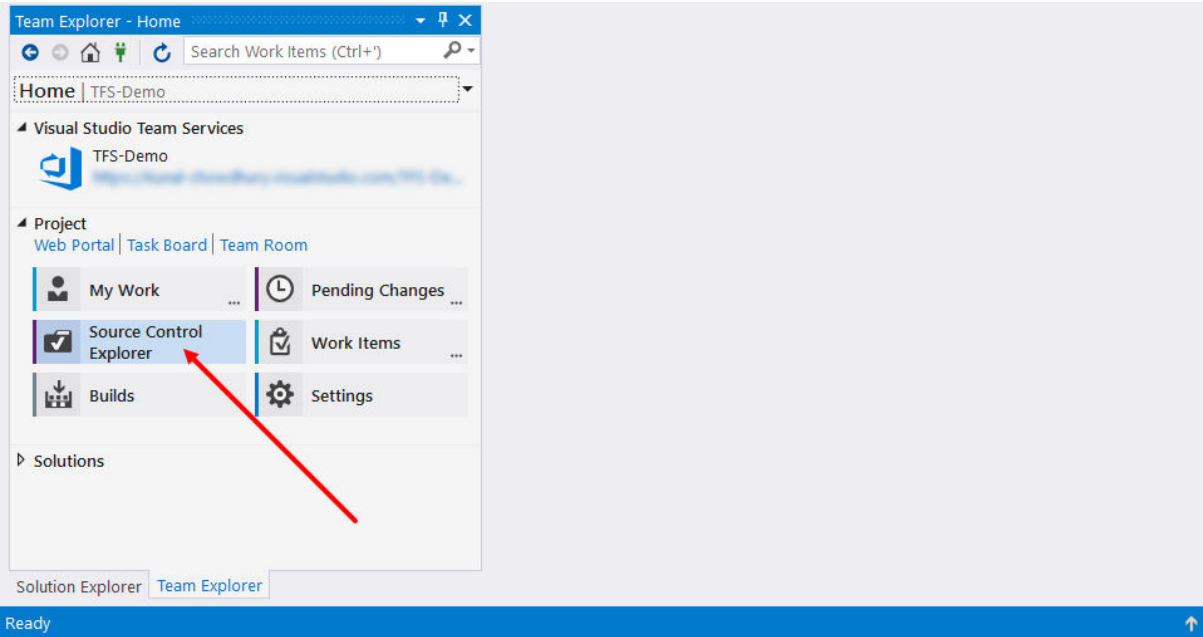 Team Explorer - Home
Search Work Items (Ctrl+')
Home | TFS-Demo
Visual Studio Team Services
TFS-Demo
Project
Web Portal | Task Board | Team Room
My Work ...
Pending Changes ...
Source Control
Explorer
Work Items ...
Builds
Settings
Solutions
Solution Explorer Team Explorer
Ready